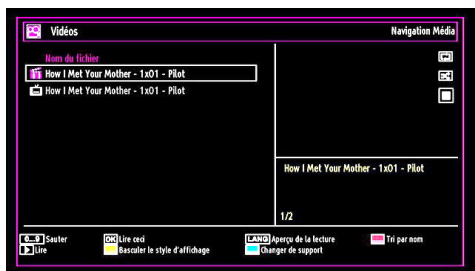 Vidéos Navigation Média
Nom du fichier
How I Met Your Mother - 1x01 - Pilot
How I Met Your Mother - 1x01 - Pilot
How I Met Your Mother - 1x01 - Pilot
1/2
0...9 Sauter OK Lire ceci LANG Aperçu de la lecture Tri par nom
Lire Basculer le style d'affichage Changer de support